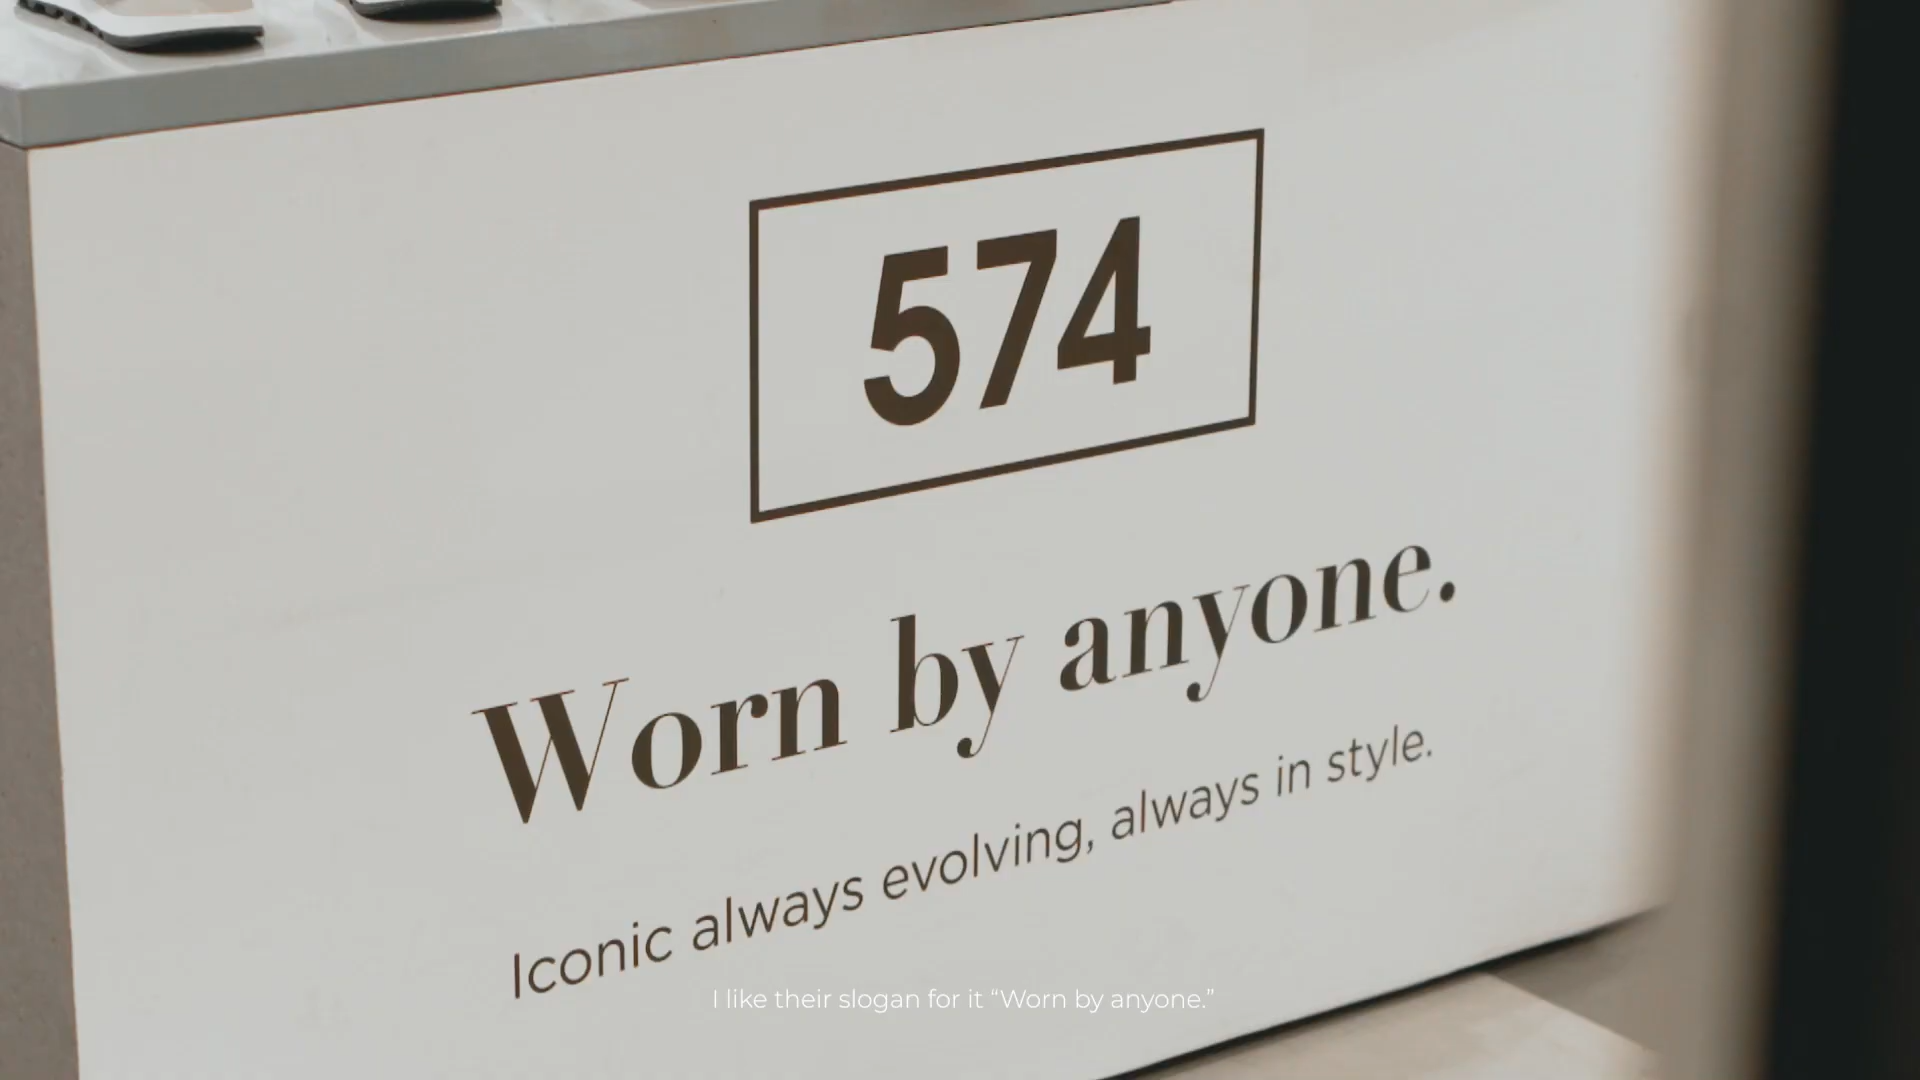 574
Worn by anyone.
Iconic always evolving, always in style.
I like their slogan for it “Worn by anyone.”